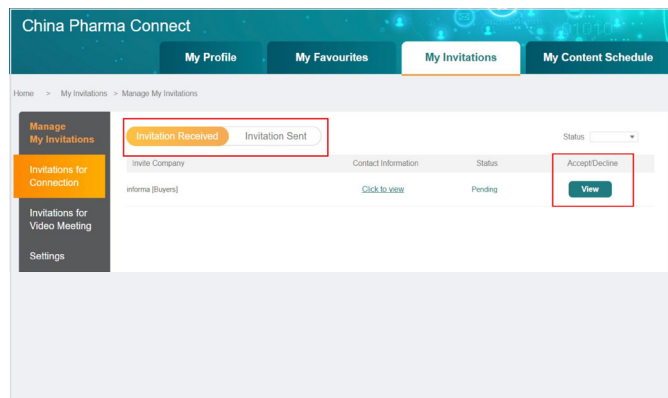 China Pharma Connect
My Profile
My Favourites
My Invitations
My Content Schedule
Home > My Invitations > Manage My Invitations
Manage
My Invitations
Invitations for
Connection
Invitations for
Video Meeting
Settings
Invitation Received
Invitation Sent
Status
Invite Company
Contact Information
Status
Accept/Decline
informa [Buyers]
Click to view
Pending
View